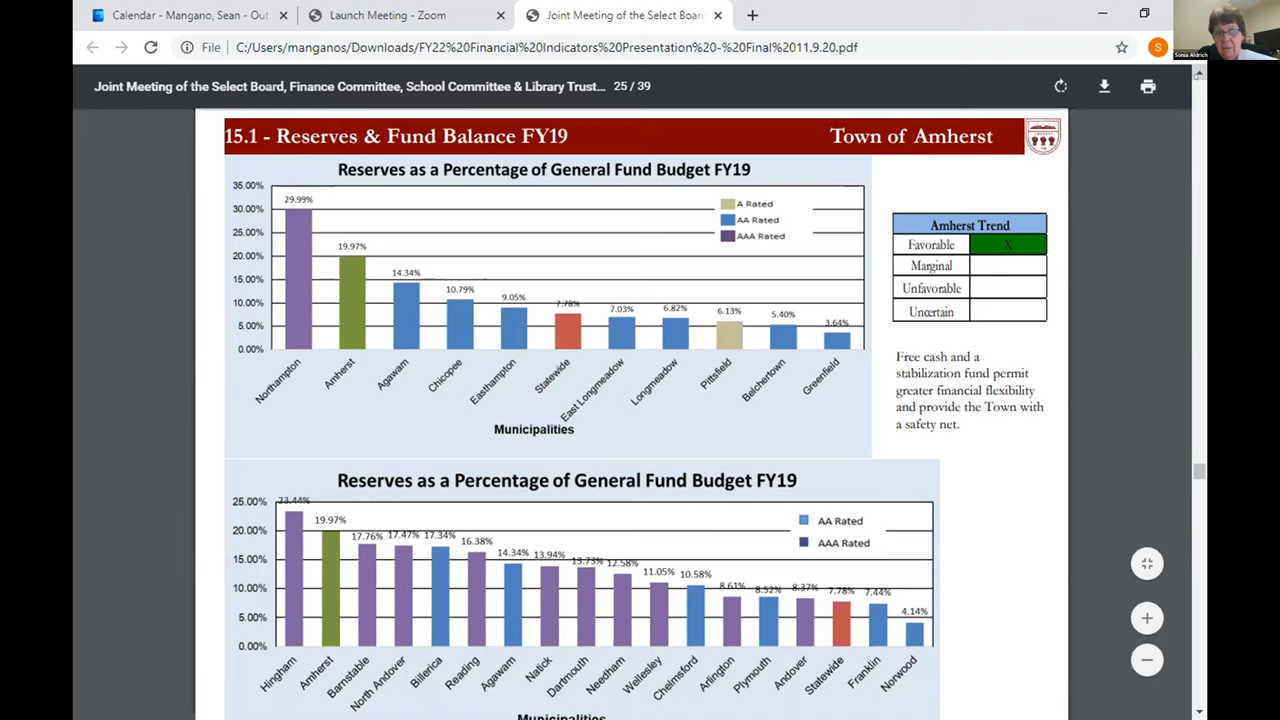 Calendar - Mangano, Sean - Out
Launch Meeting - Zoom
Joint Meeting of the Select Board
File C:/Users/manganos/Downloads/FY22%20Financial%20Indicators%20Presentation%20-%20Final%2011.9.20.pdf
S
Sonia Aldrich
Joint Meeting of the Select Board, Finance Committee, School Committee & Library Trust... 25 / 39
15.1 - Reserves & Fund Balance FY19 Town of Amherst
Reserves as a Percentage of General Fund Budget FY19
35.00%
30.00%
25.00%
20.00%
15.00%
10.00%
5.00%
0.00%
29.99%
19.97%
14.34%
10.79%
9.05%
7.78%
7.03%
6.82%
6.13%
5.40%
3.64%
A Rated
AA Rated
AAA Rated
Northampton
Amherst
Agawam
Chicopee
Easthampton
Statewide
East Longmeadow
Longmeadow
Pittsfield
Belchertown
Greenfield
Municipalities
Amherst Trend
Favorable X
Marginal
Unfavorable
Uncertain
Free cash and a
stabilization fund permit
greater financial flexibility
and provide the Town with
a safety net.
Reserves as a Percentage of General Fund Budget FY19
25.00%
20.00%
15.00%
10.00%
5.00%
0.00%
23.44%
19.97%
17.76%
17.47%
17.34%
16.38%
14.34%
13.94%
13.73%
12.58%
11.05%
10.58%
8.61%
8.52%
8.37%
7.78%
7.44%
4.14%
AA Rated
AAA Rated
Hingham
Amherst
Barnstable
North Andover
Billerica
Reading
Agawam
Natick
Dartmouth
Needham
Wellesley
Chelmsford
Arlington
Plymouth
Andover
Statewide
Franklin
Norwood
Municipalities